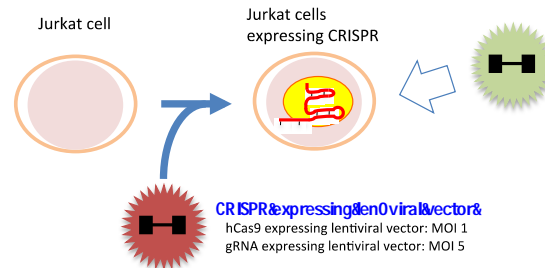 Jurkat cell
Jurkat cells
expressing CRISPR
CRISPR&expressing&len0viral&vector&
hCas9 expressing lentiviral vector: MOI 1
gRNA expressing lentiviral vector: MOI 5